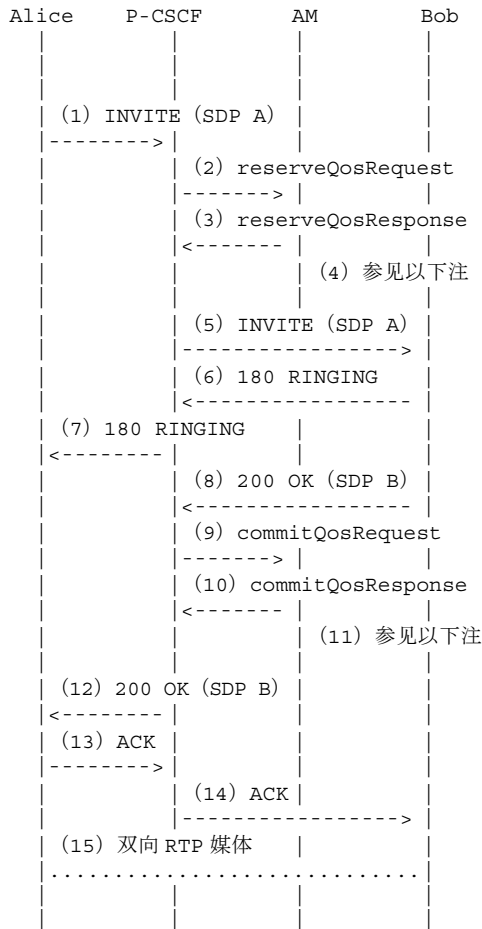 Alice P-CSCF AM Bob
(1) INVITE (SDP A)
(2) reserveQosRequest
(3) reserveQosResponse
(4) 参见以下注
(5) INVITE (SDP A)
(6) 180 RINGING
(7) 180 RINGING
(8) 200 OK (SDP B)
(9) commitQosRequest
(10) commitQosResponse
(11) 参见以下注
(12) 200 OK (SDP B)
(13) ACK
(14) ACK
(15) 双向 RTP 媒体